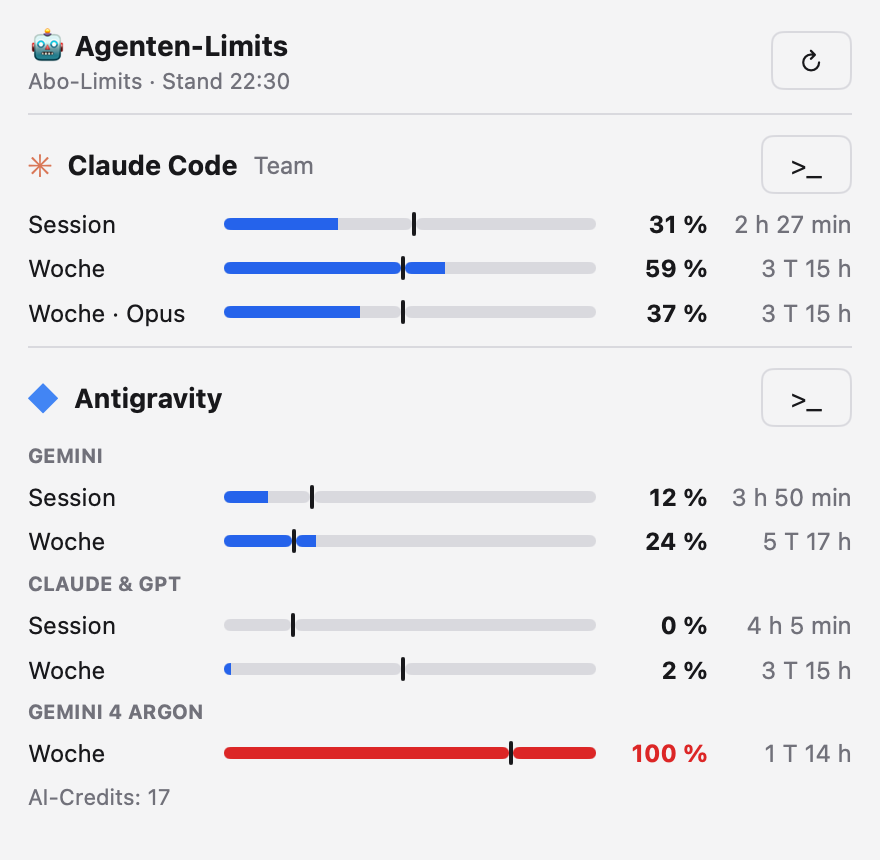 Agenten-Limits
Abo-Limits · Stand 22:30
Claude Code Team >_
Session 31 % 2 h 27 min
Woche 59 % 3 T 15 h
Woche · Opus 37 % 3 T 15 h
Antigravity >_
GEMINI
Session 12 % 3 h 50 min
Woche 24 % 5 T 17 h
CLAUDE & GPT
Session 0 % 4 h 5 min
Woche 2 % 3 T 15 h
GEMINI 4 ARGON
Woche 100 % 1 T 14 h
AI-Credits: 17